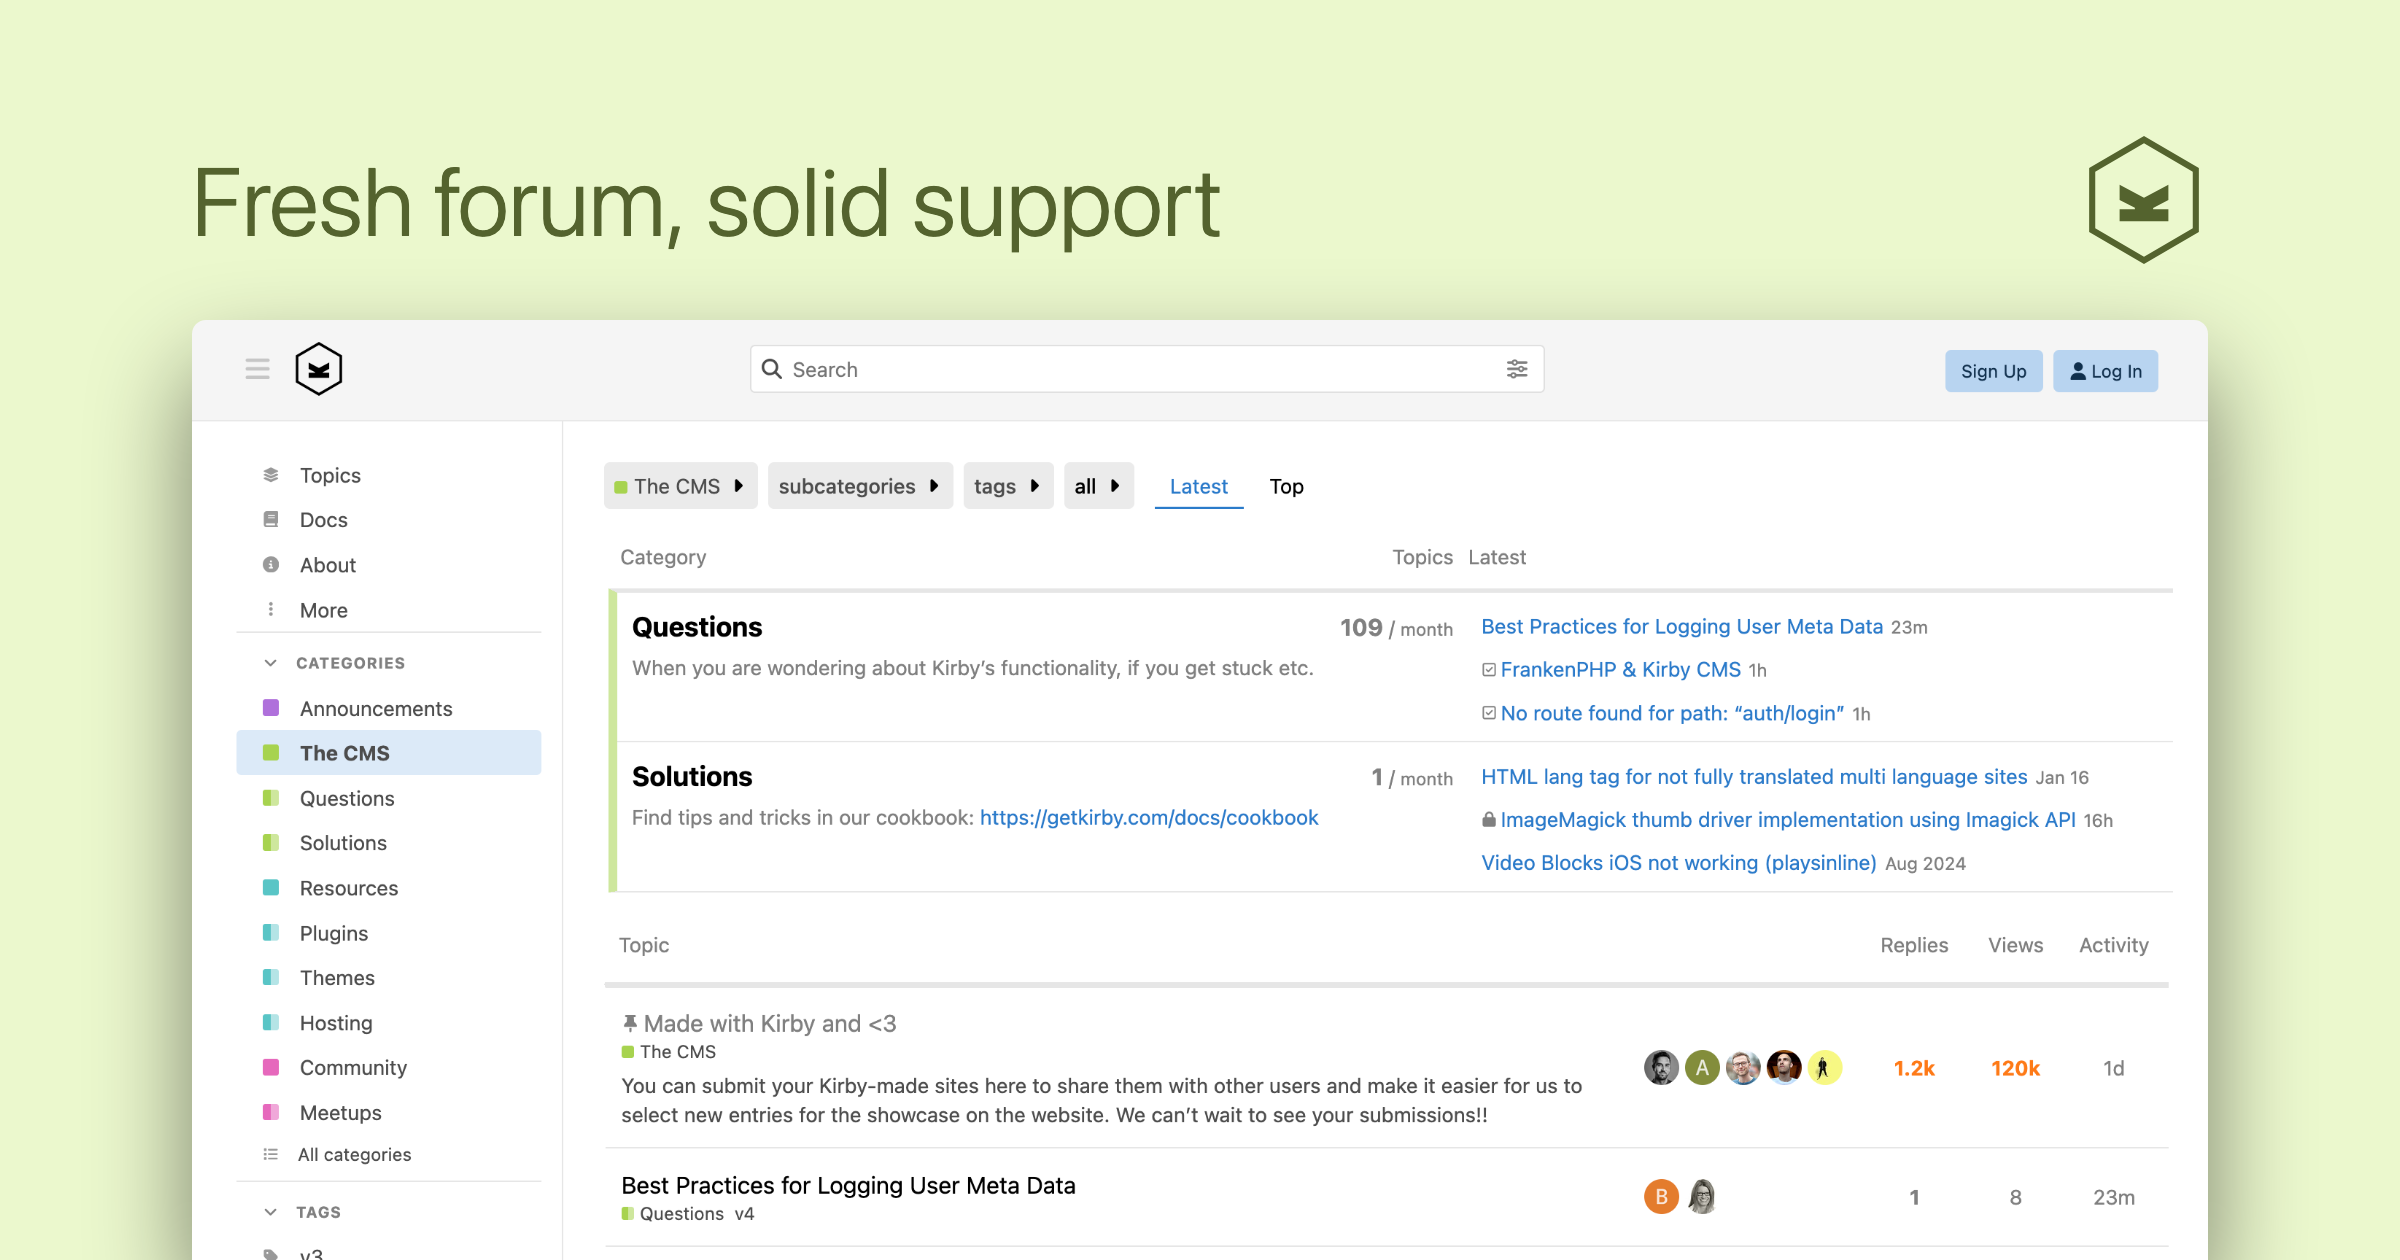 Fresh forum, solid support
Search
Sign Up
Log In
Topics
Docs
About
More
CATEGORIES
Announcements
The CMS
Questions
Solutions
Resources
Plugins
Themes
Hosting
Community
Meetups
All categories
TAGS
v3
The CMS
subcategories
tags
all
Latest
Top
Category Topics Latest
Questions
When you are wondering about Kirby’s functionality, if you get stuck etc.
109 / month
Best Practices for Logging User Meta Data 23m
FrankenPHP & Kirby CMS 1h
No route found for path: “auth/login” 1h
Solutions
Find tips and tricks in our cookbook: https://getkirby.com/docs/cookbook
1 / month
HTML lang tag for not fully translated multi language sites Jan 16
ImageMagick thumb driver implementation using Imagick API 16h
Video Blocks iOS not working (playsinline) Aug 2024
Topic Replies Views Activity
Made with Kirby and <3
The CMS
You can submit your Kirby-made sites here to share them with other users and make it easier for us to
select new entries for the showcase on the website. We can’t wait to see your submissions!!
A
1.2k 120k 1d
Best Practices for Logging User Meta Data
Questions v4
B
1 8 23m